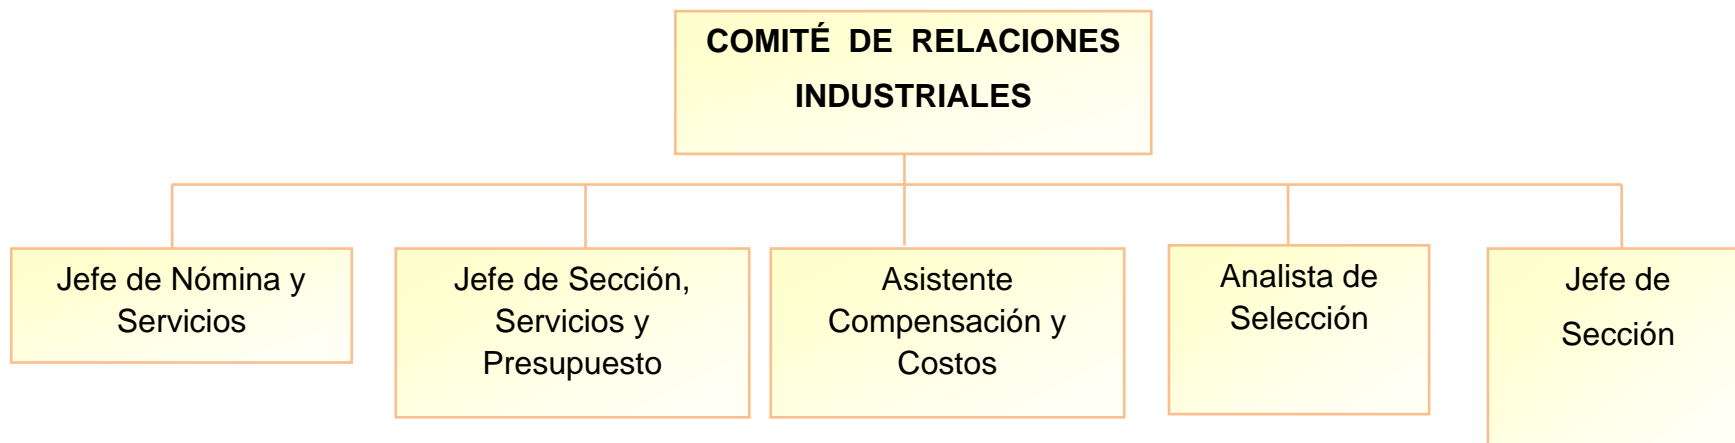 COMITÉ DE RELACIONES
INDUSTRIALES
Jefe de Nómina y
Servicios
Jefe de Sección,
Servicios y
Presupuesto
Asistente
Compensación y
Costos
Analista de
Selección
Jefe de
Sección